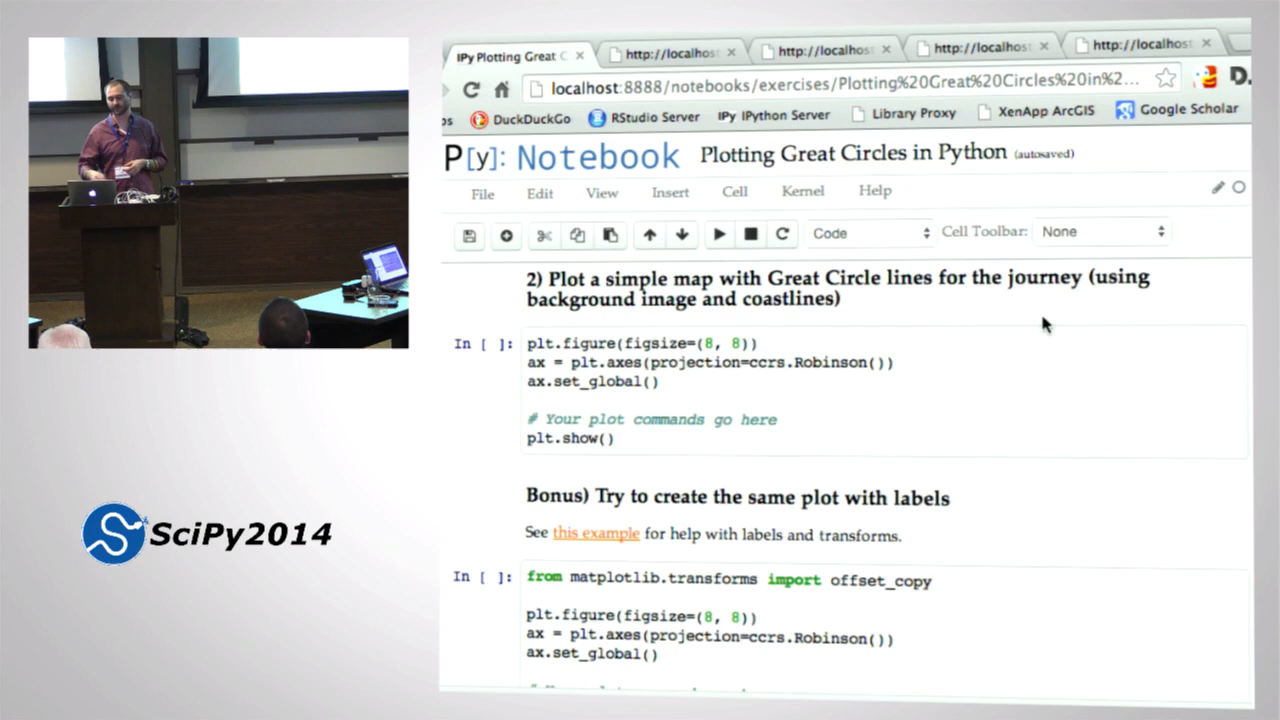 IPy Plotting Great C
http://localhost
http://localhost
http://localhost
http://localhost
localhost:8888/notebooks/exercises/Plotting%20Great%20Circles%20in%2...
DuckDuckGo
RStudio Server
IPy IPython Server
Library Proxy
XenApp ArcGIS
Google Scholar
P[y]: Notebook
Plotting Great Circles in Python (autosaved)
File Edit View Insert Cell Kernel Help
Code
Cell Toolbar: None
2) Plot a simple map with Great Circle lines for the journey (using
background image and coastlines)
In [ ]: plt.figure(figsize=(8, 8))
ax = plt.axes(projection=ccrs.Robinson())
ax.set_global()
# Your plot commands go here
plt.show()
Bonus) Try to create the same plot with labels
See this example for help with labels and transforms.
In [ ]: from matplotlib.transforms import offset_copy
plt.figure(figsize=(8, 8))
ax = plt.axes(projection=ccrs.Robinson())
ax.set_global()
SciPy2014